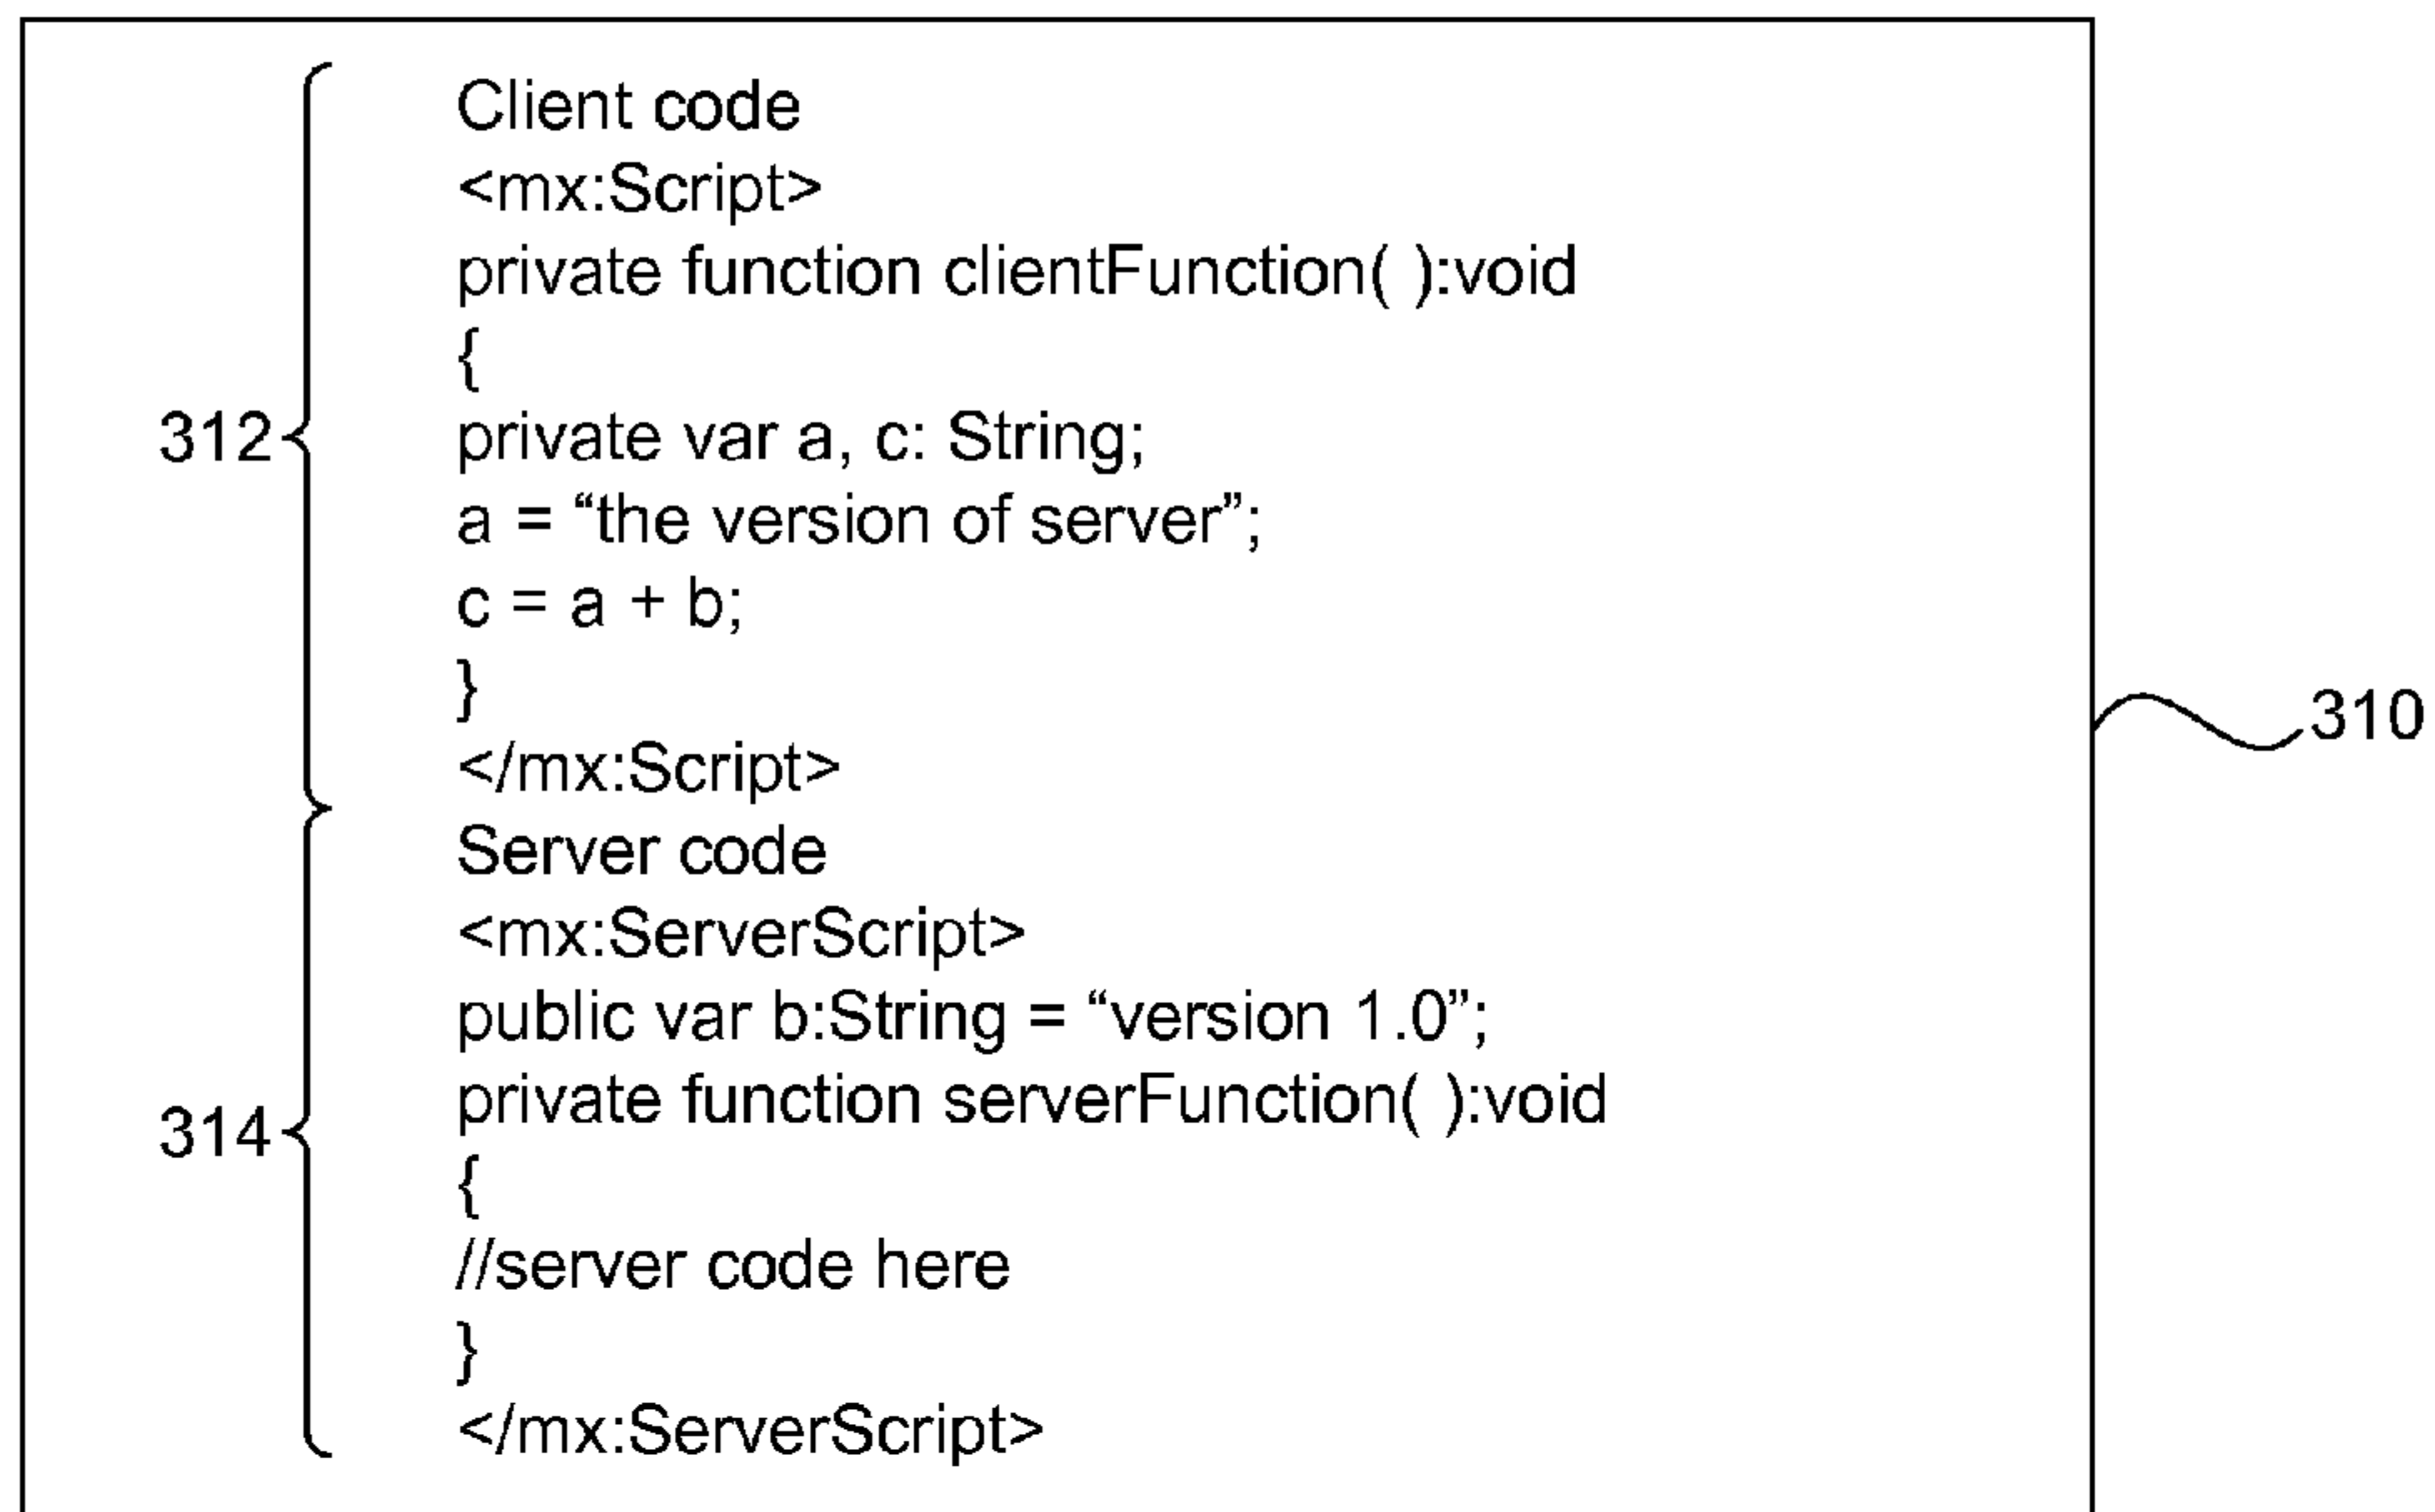 Client code
<mx:Script>
private function clientFunction( ):void
{
312
private var a, c: String;
a = “the version of server”;
c = a + b;
}
310
</mx:Script>
Server code
<mx:ServerScript>
public var b:String = “version 1.0”;
private function serverFunction( ):void
314
{
//server code here
}
</mx:ServerScript>